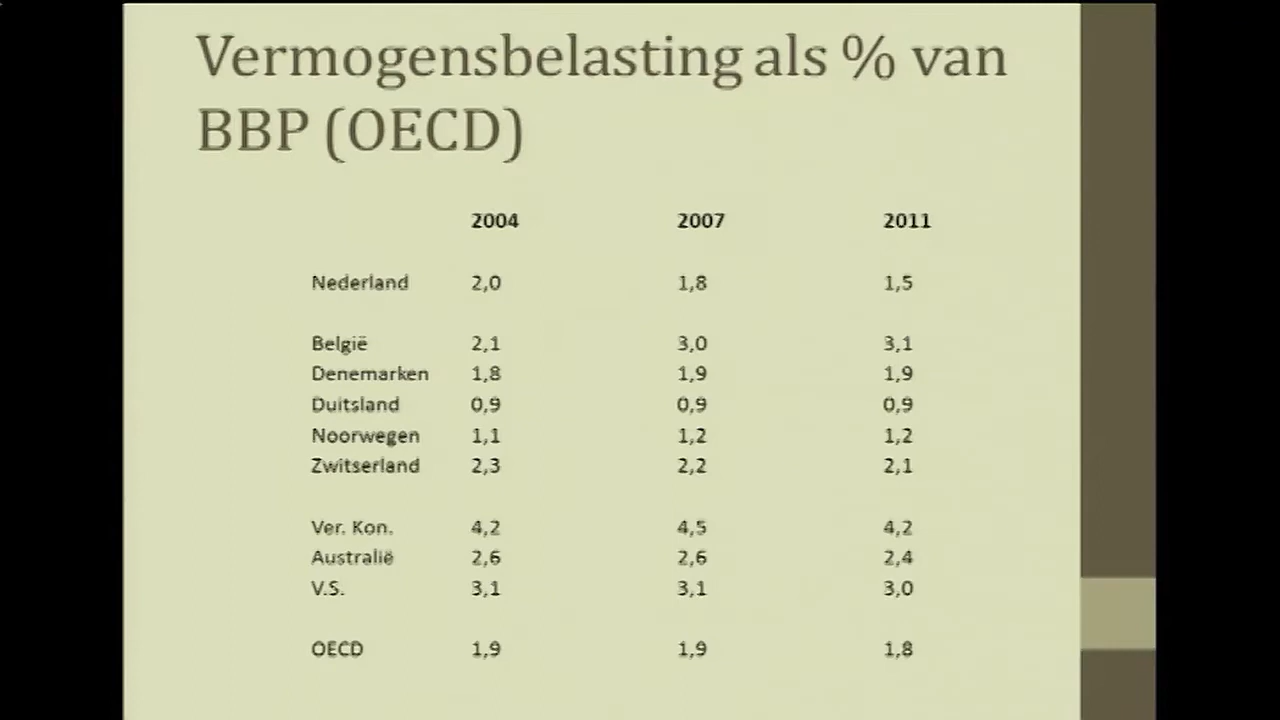 Vermogensbelasting als % van
BBP (OECD)
2004 2007 2011
Nederland 2,0 1,8 1,5
België 2,1 3,0 3,1
Denemarken 1,8 1,9 1,9
Duitsland 0,9 0,9 0,9
Noorwegen 1,1 1,2 1,2
Zwitserland 2,3 2,2 2,1
Ver. Kon. 4,2 4,5 4,2
Australië 2,6 2,6 2,4
V.S. 3,1 3,1 3,0
OECD 1,9 1,9 1,8